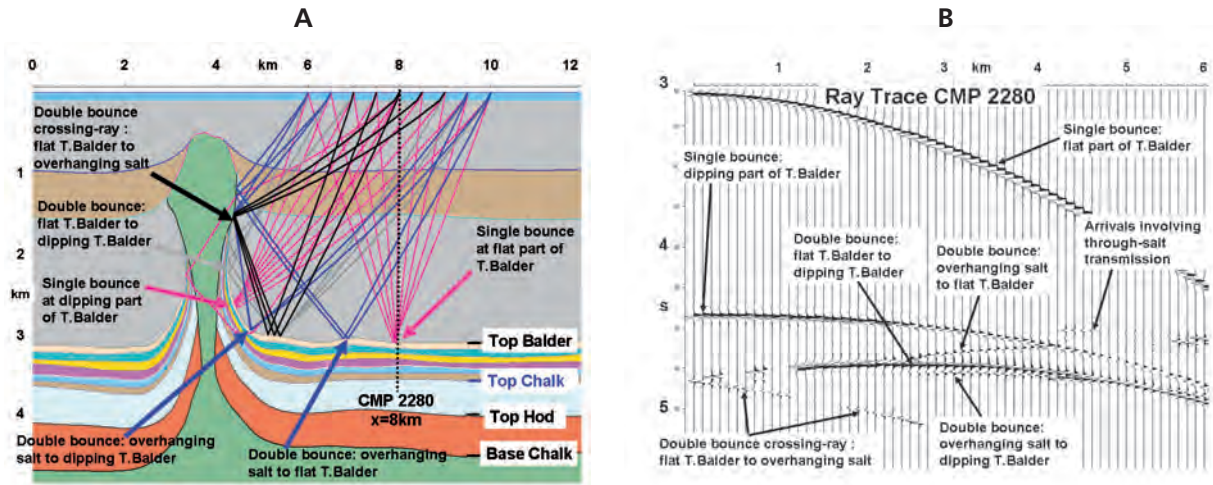 A
B
0 2 4 km 6 8 10 12
Double bounce
crossing-ray :
flat T.Balder to
overhanging salt
1
Double bounce:
flat T.Balder to
dipping T.Balder
2
km
Single bounce
at dipping part
of T.Balder
Single bounce
at flat part of
T.Balder
3
Top Balder
Top Chalk
CMP 2280
x=8km
4
Top Hod
Base Chalk
Double bounce: overhanging
salt to dipping T.Balder
Double bounce: overhanging
salt to flat T.Balder
1 2 3 km 4 5 6
3
Ray Trace CMP 2280
Single bounce:
flat part of T.Balder
Single bounce:
dipping part of T.Balder
Double bounce:
flat T.Balder to
dipping T.Balder
Double bounce:
overhanging salt
to flat T.Balder
Arrivals involving
through-salt
transmission
4
s
5
Double bounce crossing-ray :
flat T.Balder to overhanging salt
Double bounce:
overhanging salt to
dipping T.Balder